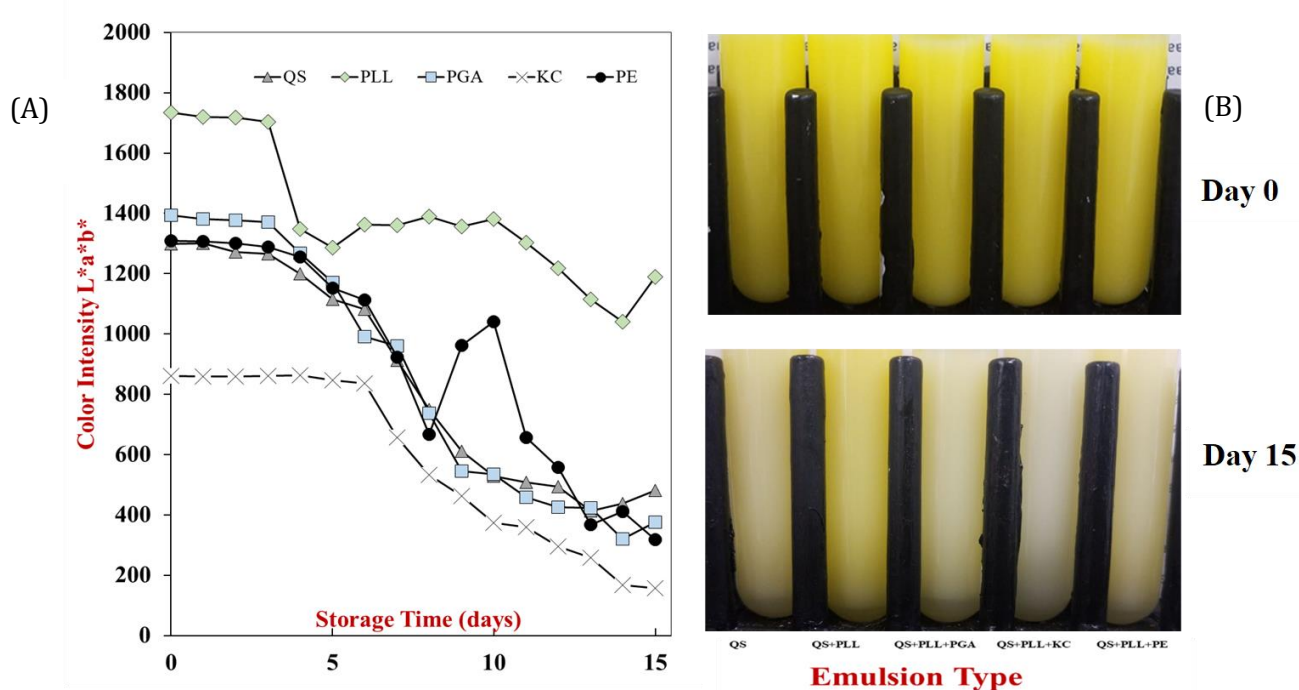 (A)
Color Intensity L*a*b*
2000
1800
1600
1400
1200
1000
800
600
400
200
0
QS PLL PGA KC PE
Storage Time (days)
0 5 10 15
(B)
Day 0
Day 15
QS QS+PLL QS+PLL+PGA QS+PLL+KC QS+PLL+PE
Emulsion Type